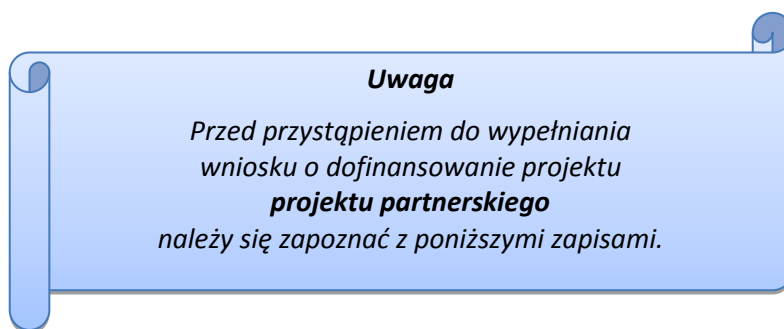 Uwaga
Przed przystąpieniem do wypełniania
wniosku o dofinansowanie projektu
projektu partnerskiego
należy się zapoznać z poniższymi zapisami.